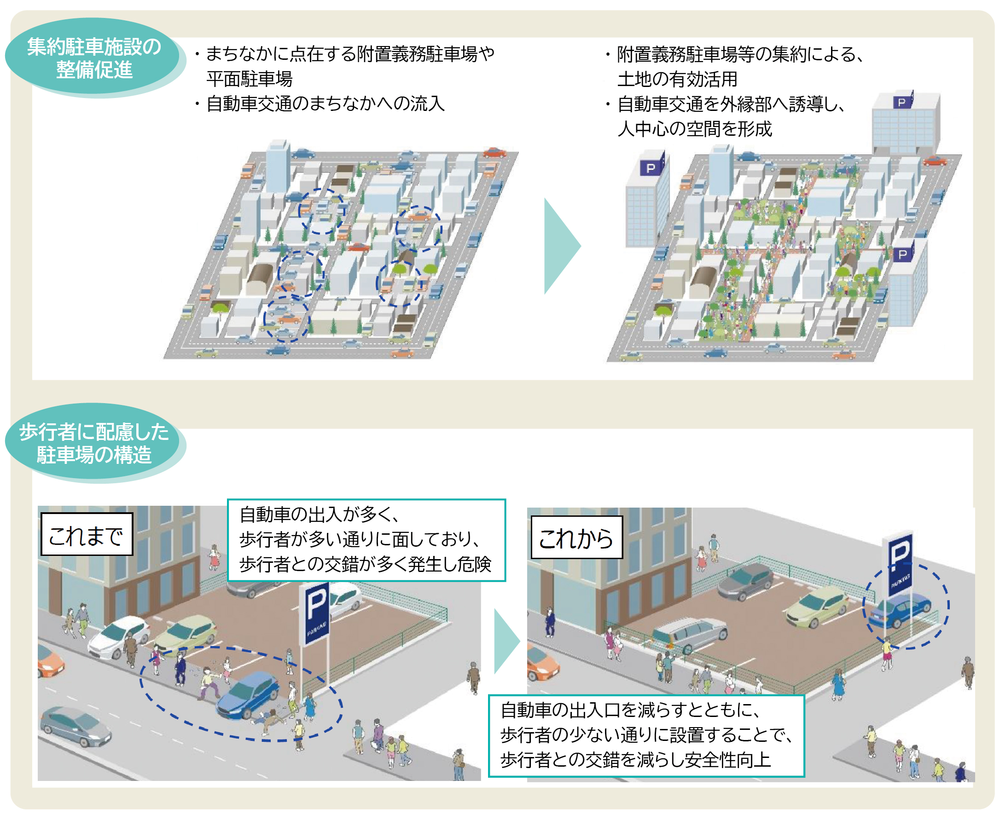 集約駐車施設の
整備促進
・まちなかに点在する附置義務駐車場や
平面駐車場
・自動車交通のまちなかへの流入
・附置義務駐車場等の集約による、
土地の有効活用
・自動車交通を外縁部へ誘導し、
人中心の空間を形成
P
P
P
歩行者に配慮した
駐車場の構造
これまで
自動車の出入が多く、
歩行者が多い通りに面しており、
歩行者との交錯が多く発生し危険
P
PARKING
これから
P
PARKING
自動車の出入口を減らすとともに、
歩行者の少ない通りに設置することで、
歩行者との交錯を減らし安全性向上